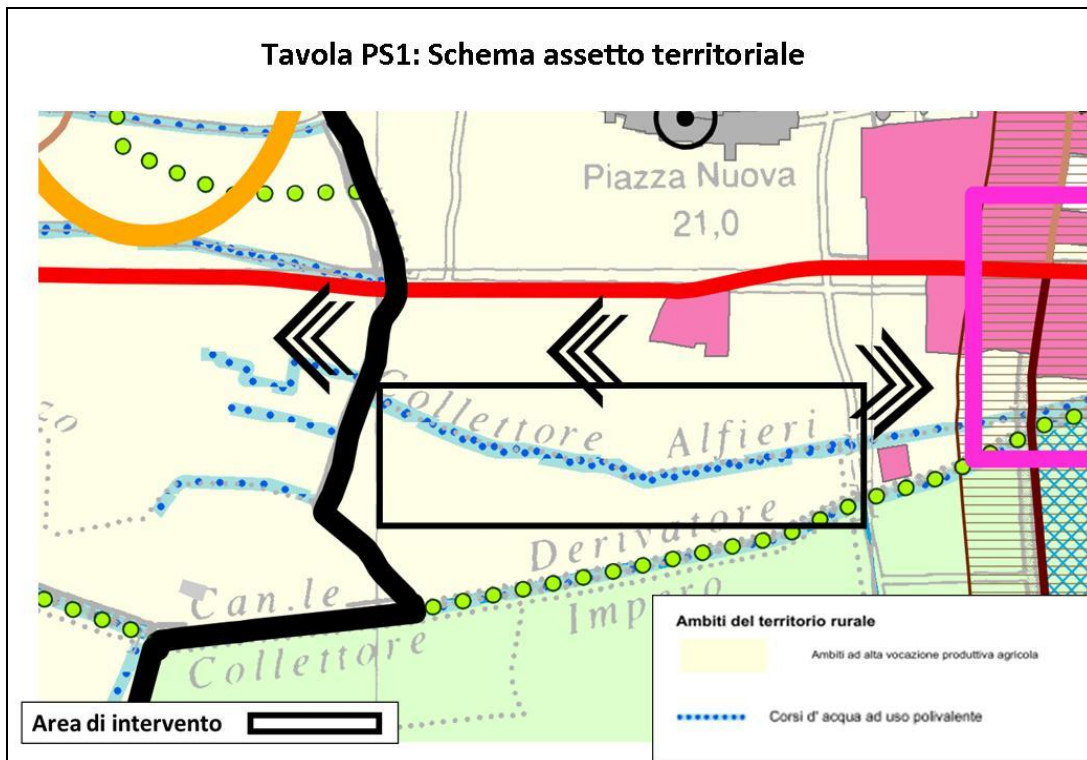 Tavola PS1: Schema assetto territoriale
Piazza Nuova
21,0
Collettore Alfieri
zo
Derivatore
Can.le
Impero
Collettore
Area di intervento
Ambiti del territorio rurale
Ambiti ad alta vocazione produttiva agricola
Corsi d' acqua ad uso polivalente